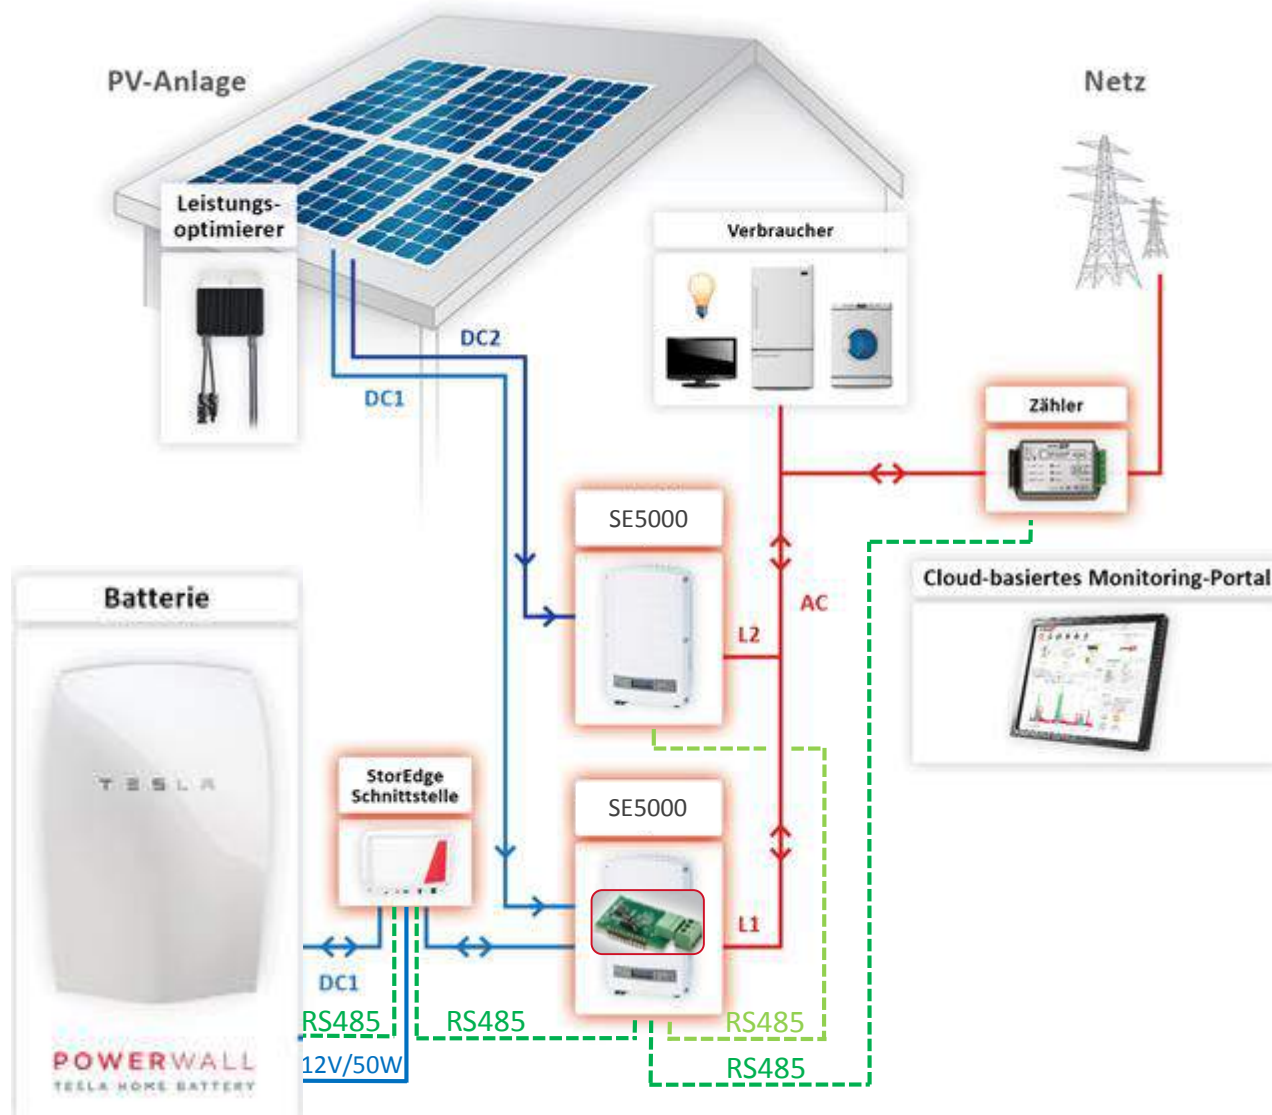 PV-Anlage
Netz
Leistungs-
optimierer
Verbraucher
DC2
DC1
Zähler
SE5000
Cloud-basiertes Monitoring-Portal
Batterie
AC
L2
TESLA
StorEdge
Schnittstelle
SE5000
L1
DC1
RS485
RS485
RS485
POWERWALL
TESLA HOME BATTERY
12V/50W
RS485